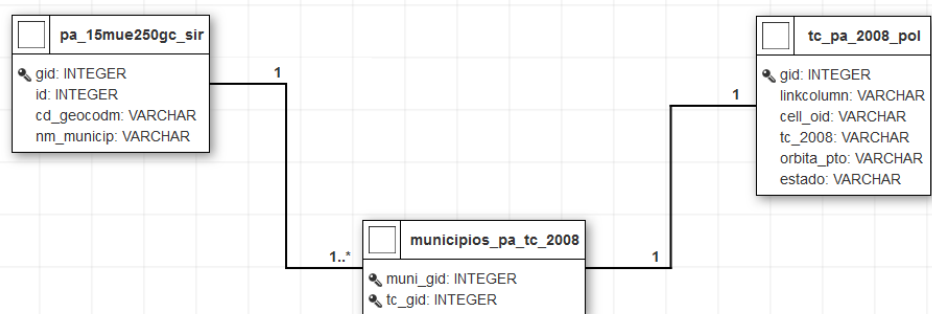 pa_15mue250gc_sir
gid: INTEGER
id: INTEGER
cd_geocodm: VARCHAR
nm_municip: VARCHAR
1
1..*
municipios_pa_tc_2008
muni_gid: INTEGER
tc_gid: INTEGER
1
1
tc_pa_2008_pol
gid: INTEGER
linkcolumn: VARCHAR
cell_oid: VARCHAR
tc_2008: VARCHAR
orbita_pto: VARCHAR
estado: VARCHAR